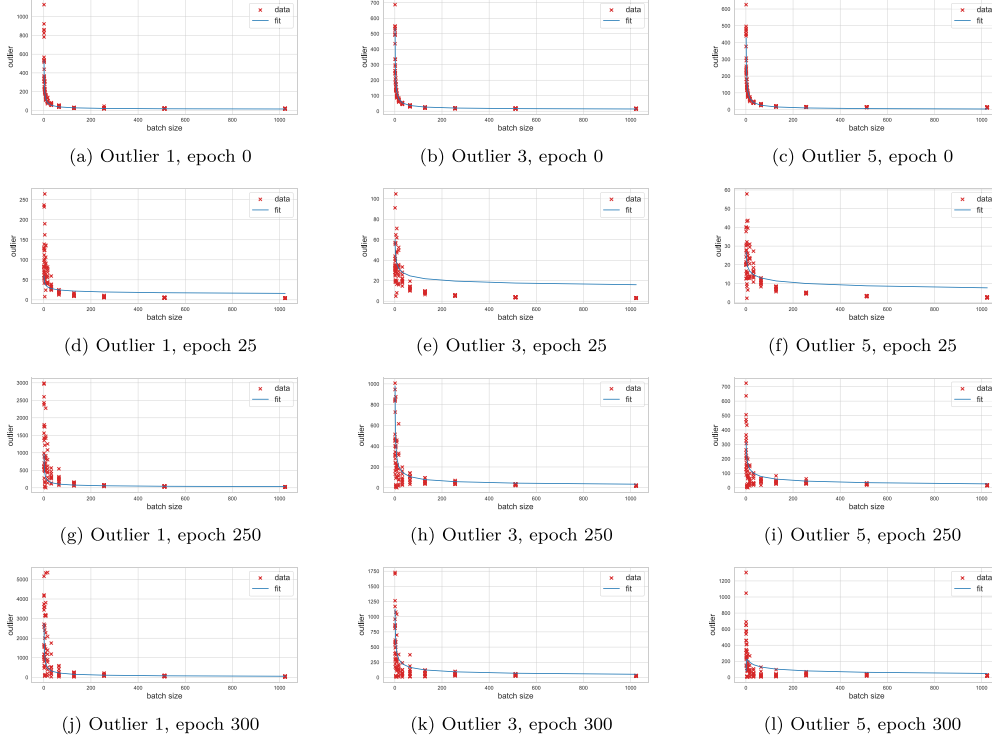 1000
800
600
400
200
0
outlier
data
fit
0 200 400 600 800 1000
batch size
(a) Outlier 1, epoch 0
700
600
500
400
300
200
100
0
outlier
data
fit
0 200 400 600 800 1000
batch size
(b) Outlier 3, epoch 0
600
500
400
300
200
100
0
outlier
data
fit
0 200 400 600 800 1000
batch size
(c) Outlier 5, epoch 0
250
200
150
100
50
0
outlier
data
fit
0 200 400 600 800 1000
batch size
(d) Outlier 1, epoch 25
100
80
60
40
20
0
outlier
data
fit
0 200 400 600 800 1000
batch size
(e) Outlier 3, epoch 25
60
50
40
30
20
10
0
outlier
data
fit
0 200 400 600 800 1000
batch size
(f) Outlier 5, epoch 25
3000
2500
2000
1500
1000
500
0
outlier
data
fit
0 200 400 600 800 1000
batch size
(g) Outlier 1, epoch 250
1000
800
600
400
200
0
outlier
data
fit
0 200 400 600 800 1000
batch size
(h) Outlier 3, epoch 250
700
600
500
400
300
200
100
0
outlier
data
fit
0 200 400 600 800 1000
batch size
(i) Outlier 5, epoch 250
5000
4000
3000
2000
1000
0
outlier
data
fit
0 200 400 600 800 1000
batch size
(j) Outlier 1, epoch 300
1750
1500
1250
1000
750
500
250
0
outlier
data
fit
0 200 400 600 800 1000
batch size
(k) Outlier 3, epoch 300
1200
1000
800
600
400
200
0
outlier
data
fit
0 200 400 600 800 1000
batch size
(l) Outlier 5, epoch 300